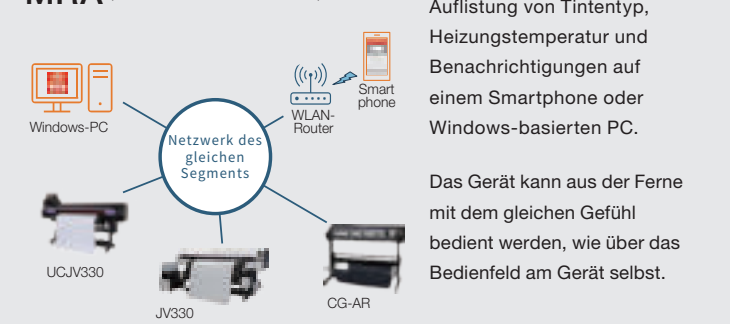 Auflistung von Tintentyp,
Heizungstemperatur und
Benachrichtigungen auf
einem Smartphone oder
Windows-basierten PC.
Das Gerät kann aus der Ferne
mit dem gleichen Gefühl
bedient werden, wie über das
Bedienfeld am Gerät selbst.
Windows-PC
WLAN-
Router
Smart
phone
Netzwerk des
gleichen
Segments
UCJV330
JV330
CG-AR